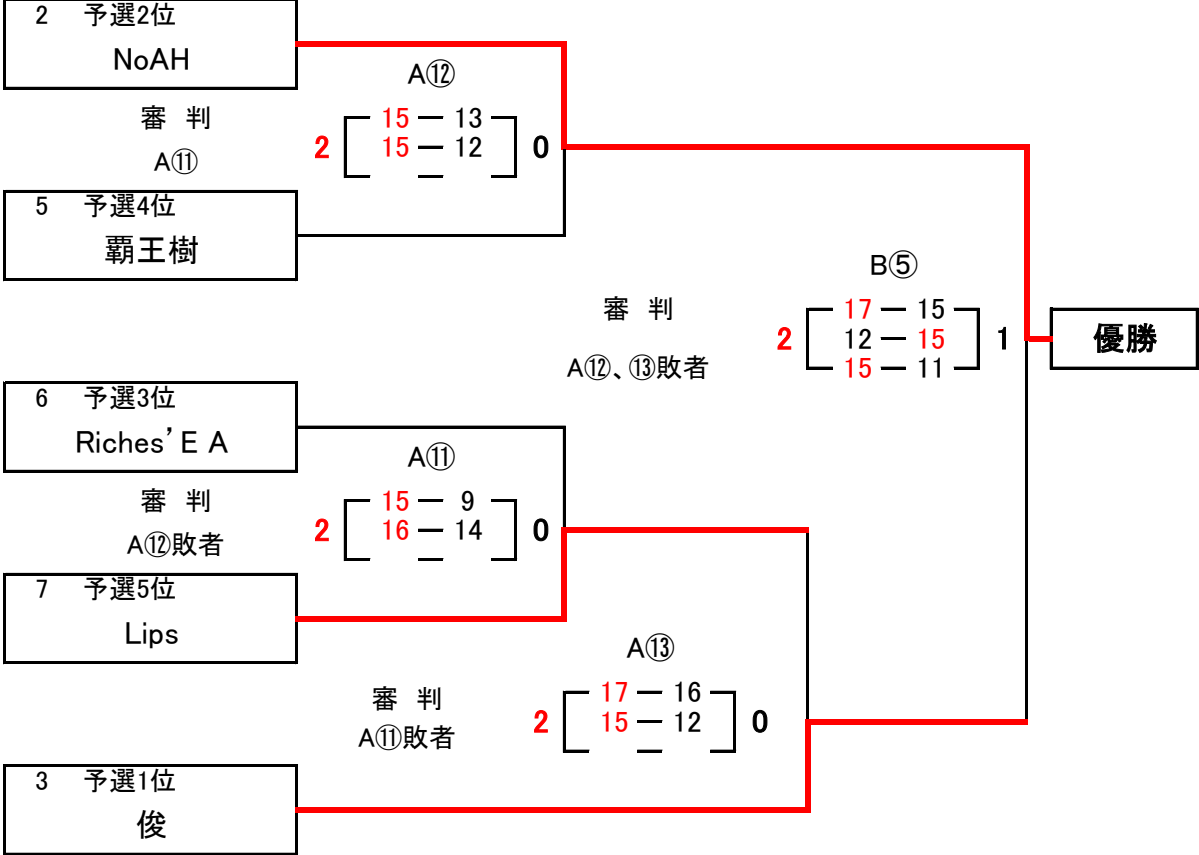 2 予選2位
NoAH
A⑫
審 判
A⑪
2 15 ー 13 0
15 ー 12
ー
5 予選4位
覇王樹
B⑤
審 判
A⑫、⑬敗者
2 17 ー 15 1
12 ー 15
15 ー 11
優勝
6 予選3位
Riches’E A
A⑪
審 判
A⑫敗者
2 15 ー 9 0
16 ー 14
ー
7 予選5位
Lips
A⑬
審 判
A⑪敗者
2 17 ー 16 0
15 ー 12
ー
3 予選1位
俊